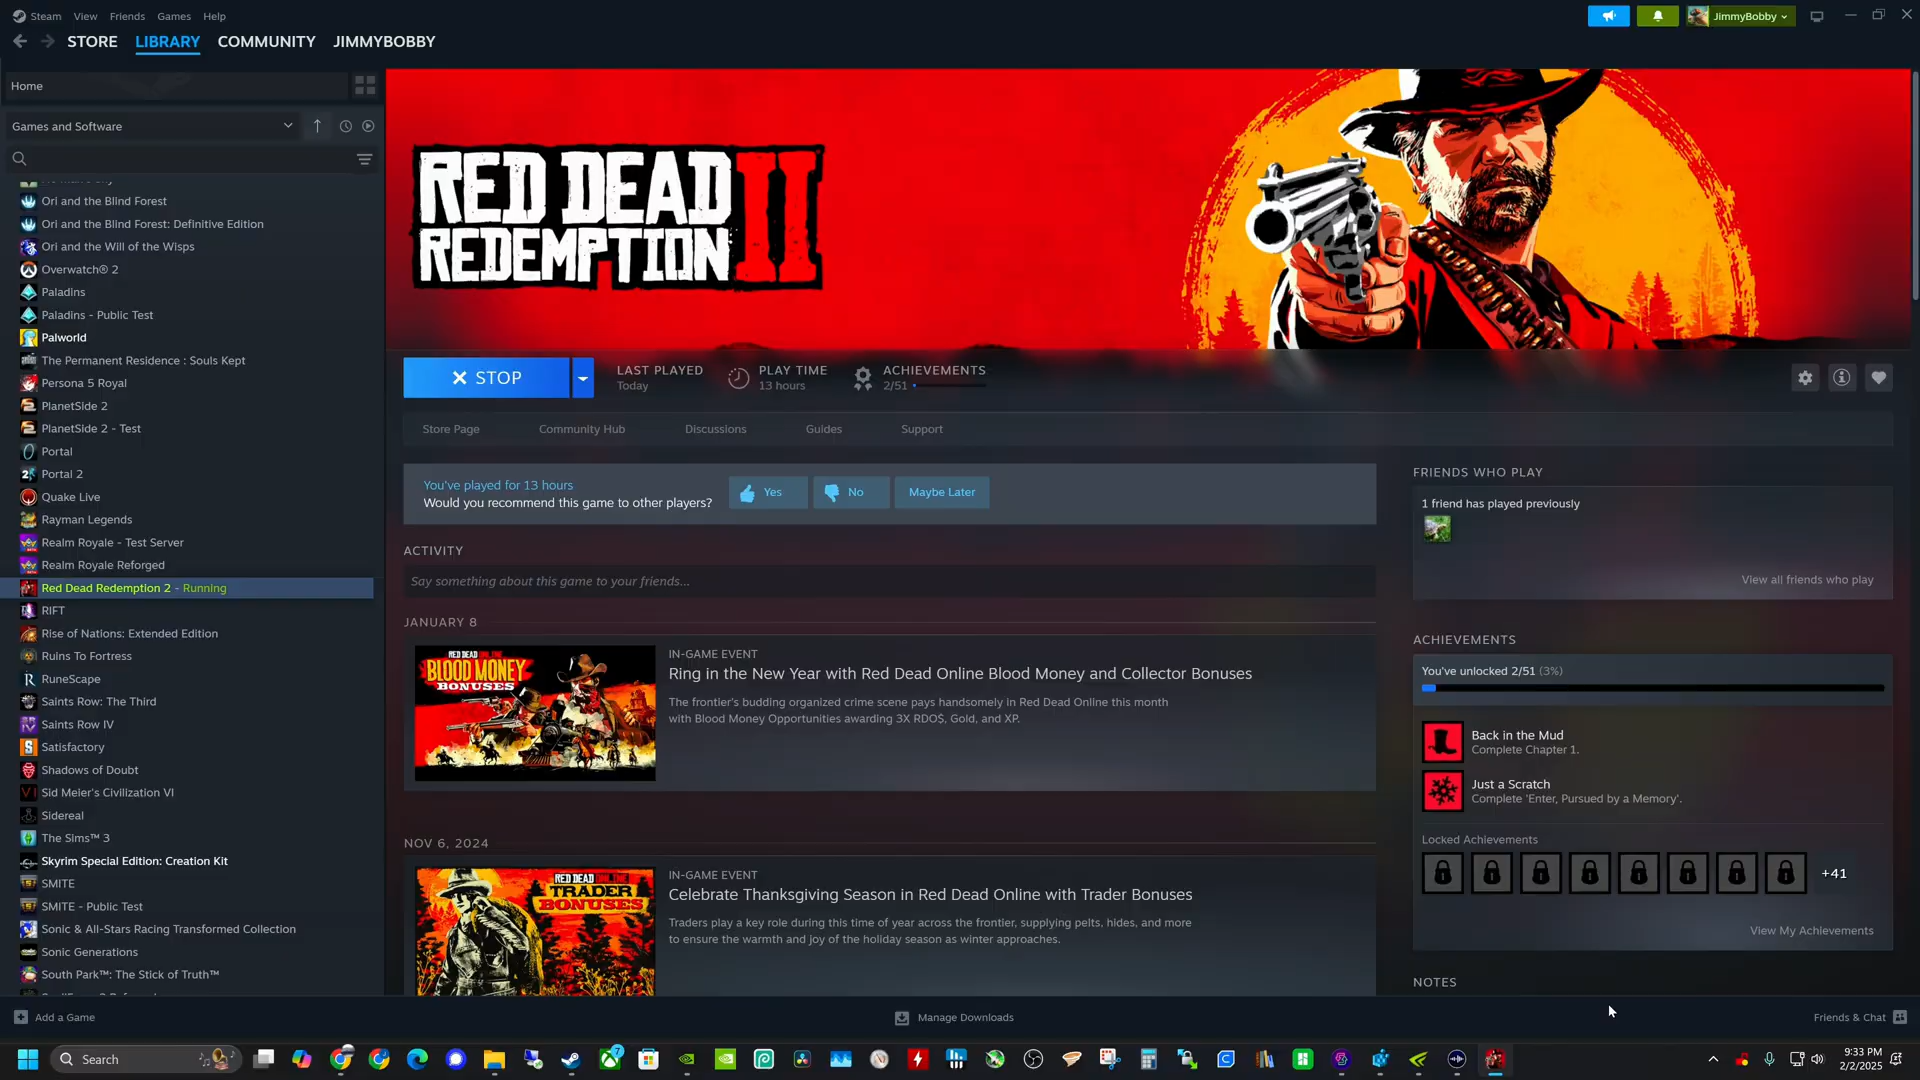 Steam View Friends Games Help JimmyBobby
STORE LIBRARY COMMUNITY JIMMYBOBBY
Home
Games and Software
Ori and the Blind Forest
Ori and the Blind Forest: Definitive Edition
Ori and the Will of the Wisps
Overwatch® 2
Paladins
Paladins - Public Test
Palworld
The Permanent Residence : Souls Kept
Persona 5 Royal
PlanetSide 2
PlanetSide 2 - Test
Portal
Portal 2
Quake Live
Rayman Legends
Realm Royale - Test Server
Realm Royale Reforged
Red Dead Redemption 2 - Running
RIFT
Rise of Nations: Extended Edition
Ruins To Fortress
RuneScape
Saints Row: The Third
Saints Row IV
Satisfactory
Shadows of Doubt
Sid Meier's Civilization VI
Sidereal
The Sims™ 3
Skyrim Special Edition: Creation Kit
SMITE
SMITE - Public Test
Sonic & All-Stars Racing Transformed Collection
Sonic Generations
South Park™: The Stick of Truth™
RED DEAD
REDEMPTION II
STOP
LAST PLAYED
Today
PLAY TIME
13 hours
ACHIEVEMENTS
2/51
Store Page Community Hub Discussions Guides Support
You've played for 13 hours
Would you recommend this game to other players?
Yes No Maybe Later
ACTIVITY
Say something about this game to your friends...
JANUARY 8
RED DEAD
BLOOD MONEY
BONUSES
IN-GAME EVENT
Ring in the New Year with Red Dead Online Blood Money and Collector Bonuses
The frontier's budding organized crime scene pays handsomely in Red Dead Online this month
with Blood Money Opportunities awarding 3X RDO$, Gold, and XP.
NOV 6, 2024
RED DEAD
TRADER
BONUSES
IN-GAME EVENT
Celebrate Thanksgiving Season in Red Dead Online with Trader Bonuses
Traders play a key role during this time of year across the frontier, supplying pelts, hides, and more
to ensure the warmth and joy of the holiday season as winter approaches.
FRIENDS WHO PLAY
1 friend has played previously
View all friends who play
ACHIEVEMENTS
You've unlocked 2/51 (3%)
Back in the Mud
Complete Chapter 1.
Just a Scratch
Complete 'Enter, Pursued by a Memory'.
Locked Achievements
+41
View My Achievements
NOTES
Add a Game
Manage Downloads
Friends & Chat
Search
9:33 PM
2/2/2025